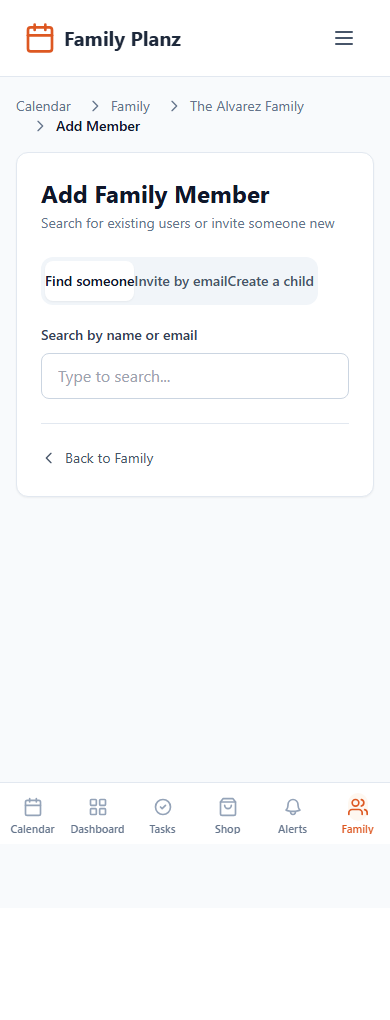 Family Planz
Calendar Family The Alvarez Family
Add Member
Add Family Member
Search for existing users or invite someone new
Find someone Invite by email Create a child
Search by name or email
Type to search...
Back to Family
Calendar Dashboard Tasks Shop Alerts Family